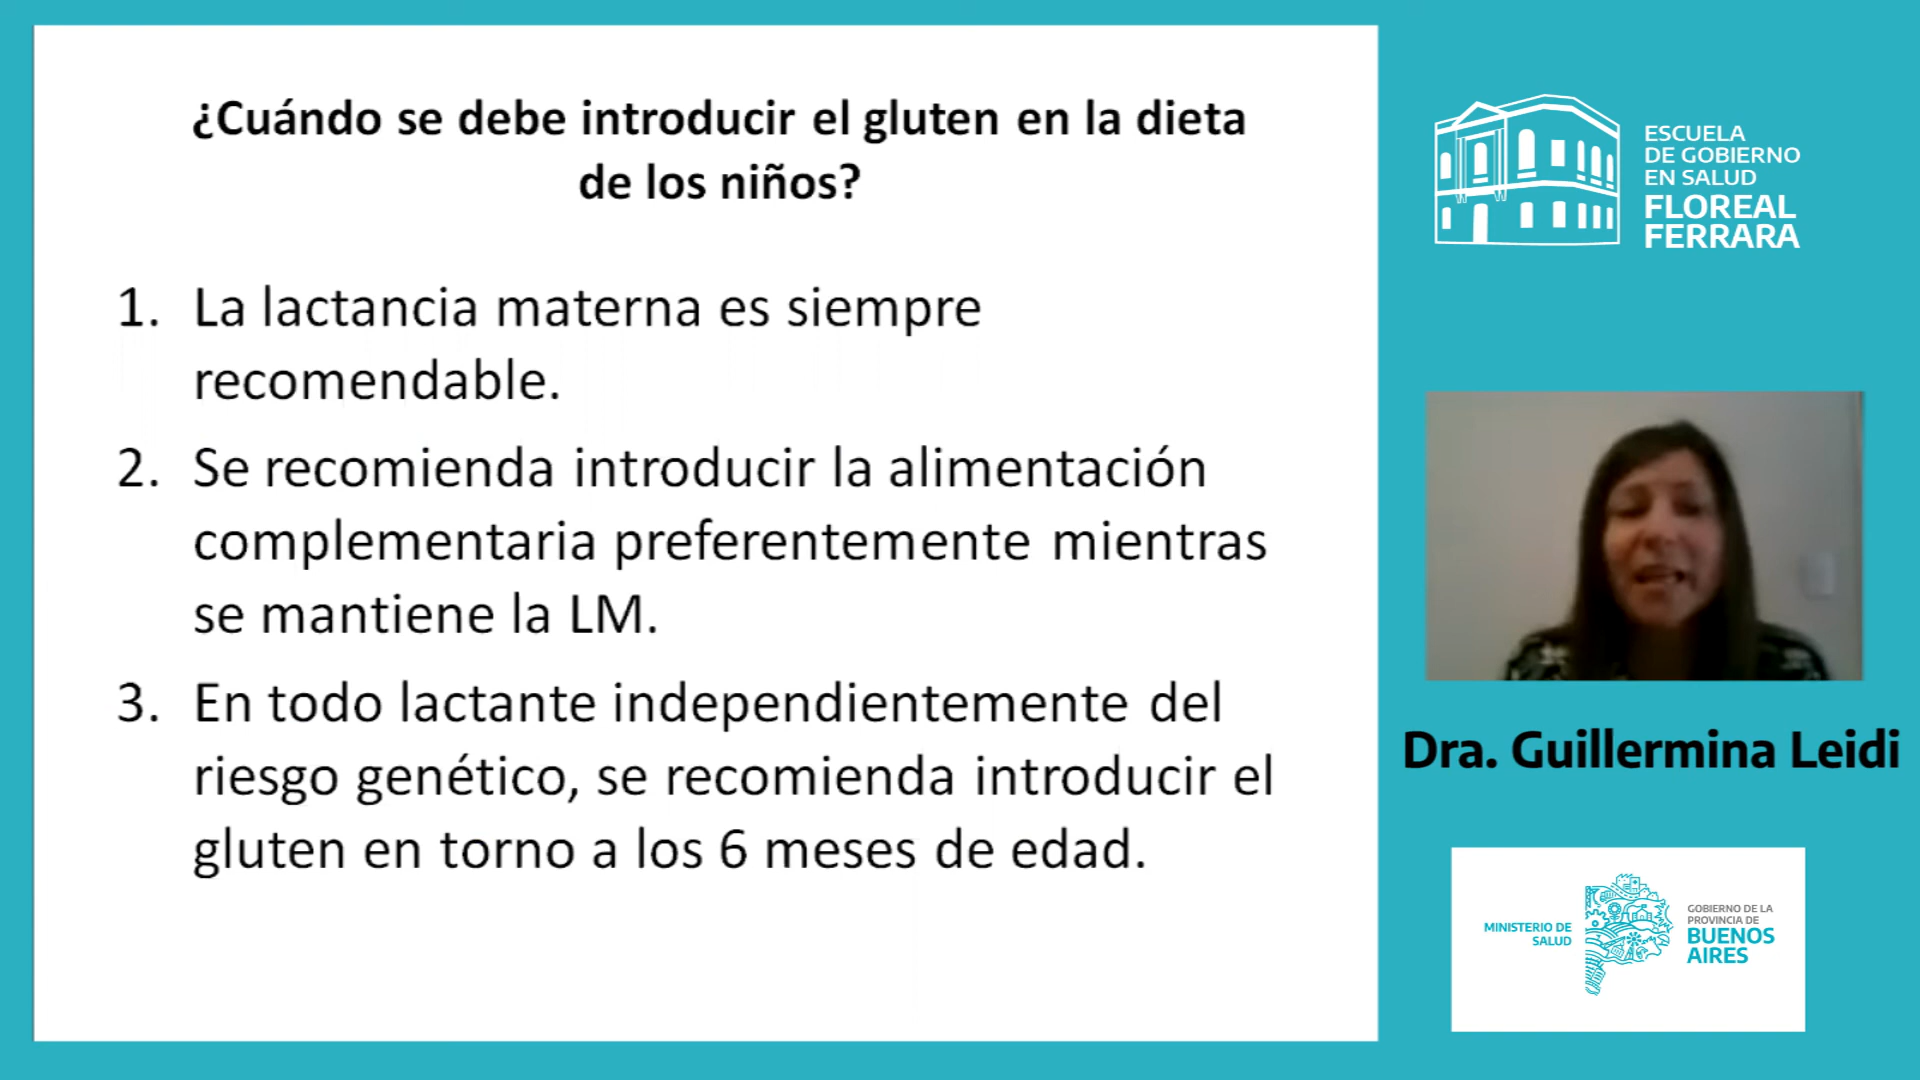 ¿Cuándo se debe introducir el gluten en la dieta
de los niños?
1. La lactancia materna es siempre
recomendable.
2. Se recomienda introducir la alimentación
complementaria preferentemente mientras
se mantiene la LM.
3. En todo lactante independientemente del
riesgo genético, se recomienda introducir el
gluten en torno a los 6 meses de edad.
ESCUELA
DE GOBIERNO
EN SALUD
FLOREAL
FERRARA
Dra. Guillermina Leidi
MINISTERIO DE
SALUD
GOBIERNO DE LA
PROVINCIA DE
BUENOS
AIRES